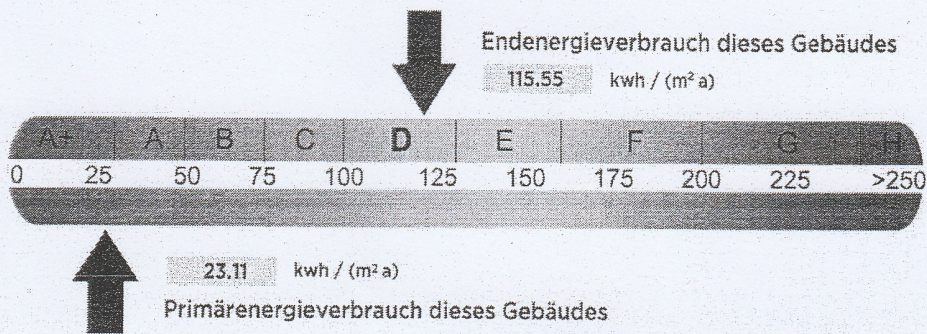 Endenergieverbrauch dieses Gebäudes
115.55 kwh / (m² a)
A+ A B C D E F G H
0 25 50 75 100 125 150 175 200 225 >250
23.11 kwh / (m² a)
Primärenergieverbrauch dieses Gebäudes